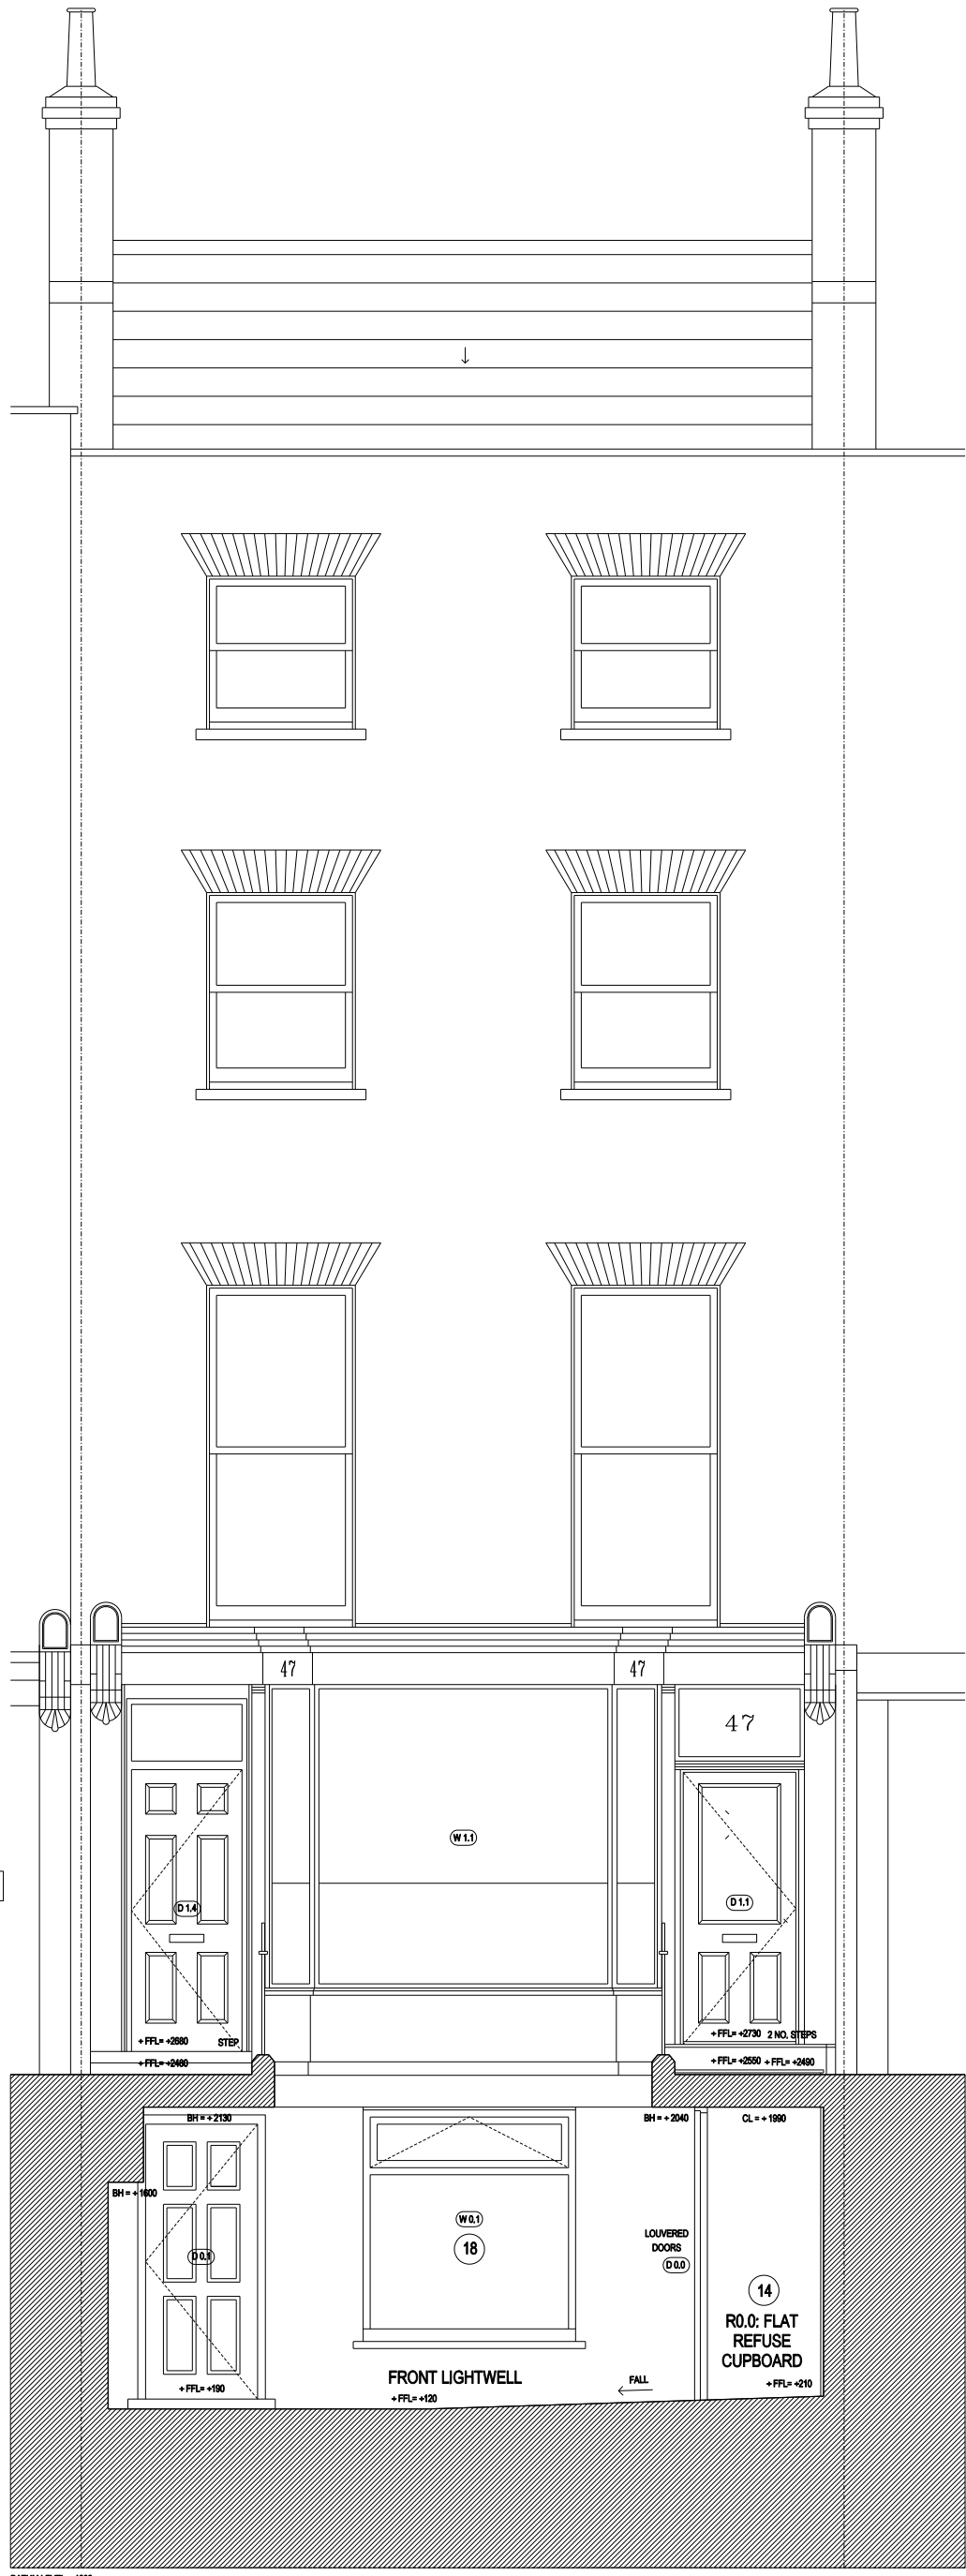 47
47
47
W 1.1
D 1.4
D 1.1
+ FFL= +2680
STEP
+ FFL= +2730
2 NO. STEPS
+ FFL= +2460
+ FFL= +2550
+ FFL= +2490
BH = + 2130
BH = + 2040
CL = + 1990
BH = + 1600
W 0.1
18
LOUVERED
DOORS
D 0.0
D 0.1
14
R0.0: FLAT
REFUSE
CUPBOARD
FRONT LIGHTWELL
FALL
+ FFL= +190
+ FFL= +120
+ FFL= +210